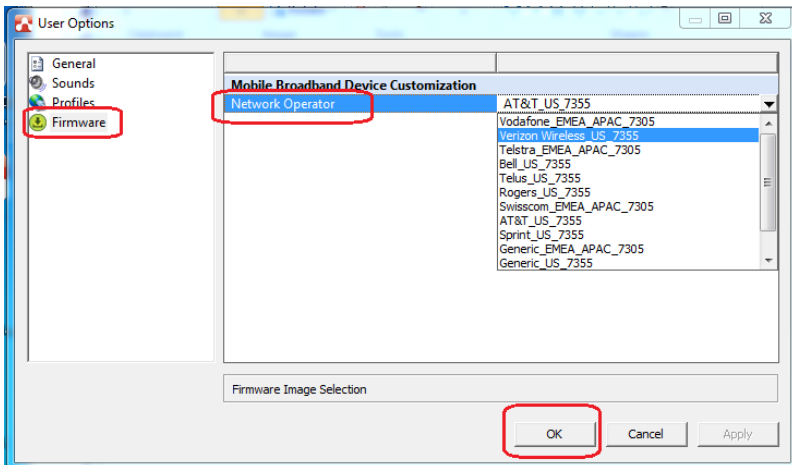 User Options
General
Sounds
Profiles
Firmware
Mobile Broadband Device Customization
Network Operator
AT&T_US_7355
Vodafone_EMEA_APAC_7305
Verizon Wireless_US_7355
Telstra_EMEA_APAC_7305
Bell_US_7355
Telus_US_7355
Rogers_US_7355
Swisscom_EMEA_APAC_7305
AT&T_US_7355
Sprint_US_7355
Generic_EMEA_APAC_7305
Generic_US_7355
Firmware Image Selection
OK Cancel Apply